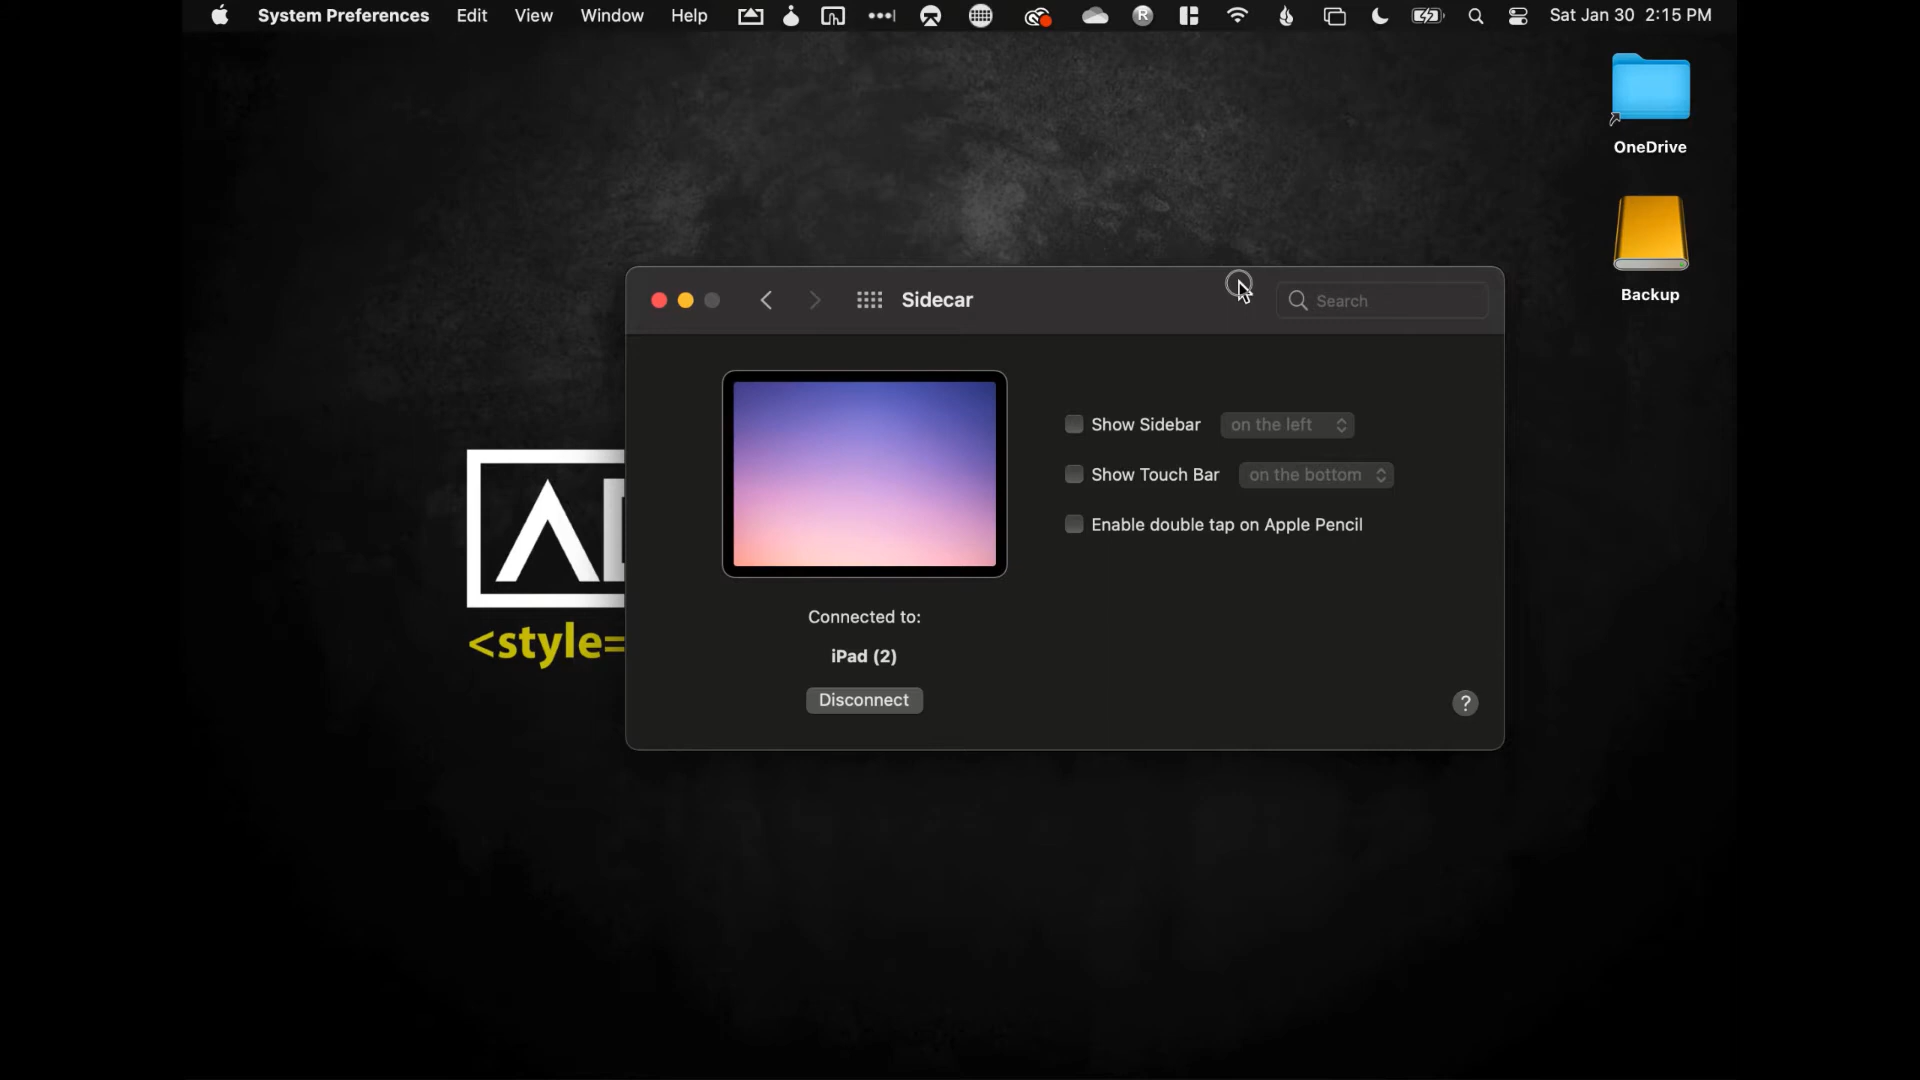 System Preferences Edit View Window Help R Sat Jan 30 2:15 PM
OneDrive
Backup
Sidecar
Search
Show Sidebar on the left
Show Touch Bar on the bottom
Enable double tap on Apple Pencil
Connected to:
iPad (2)
Disconnect
?
<style=